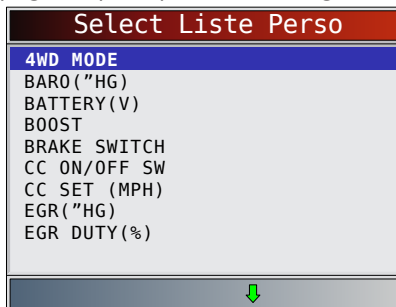 Select Liste Perso
4WD MODE
BARO(”HG)
BATTERY(V)
BOOST
BRAKE SWITCH
CC ON/OFF SW
CC SET (MPH)
EGR(”HG)
EGR DUTY(%)